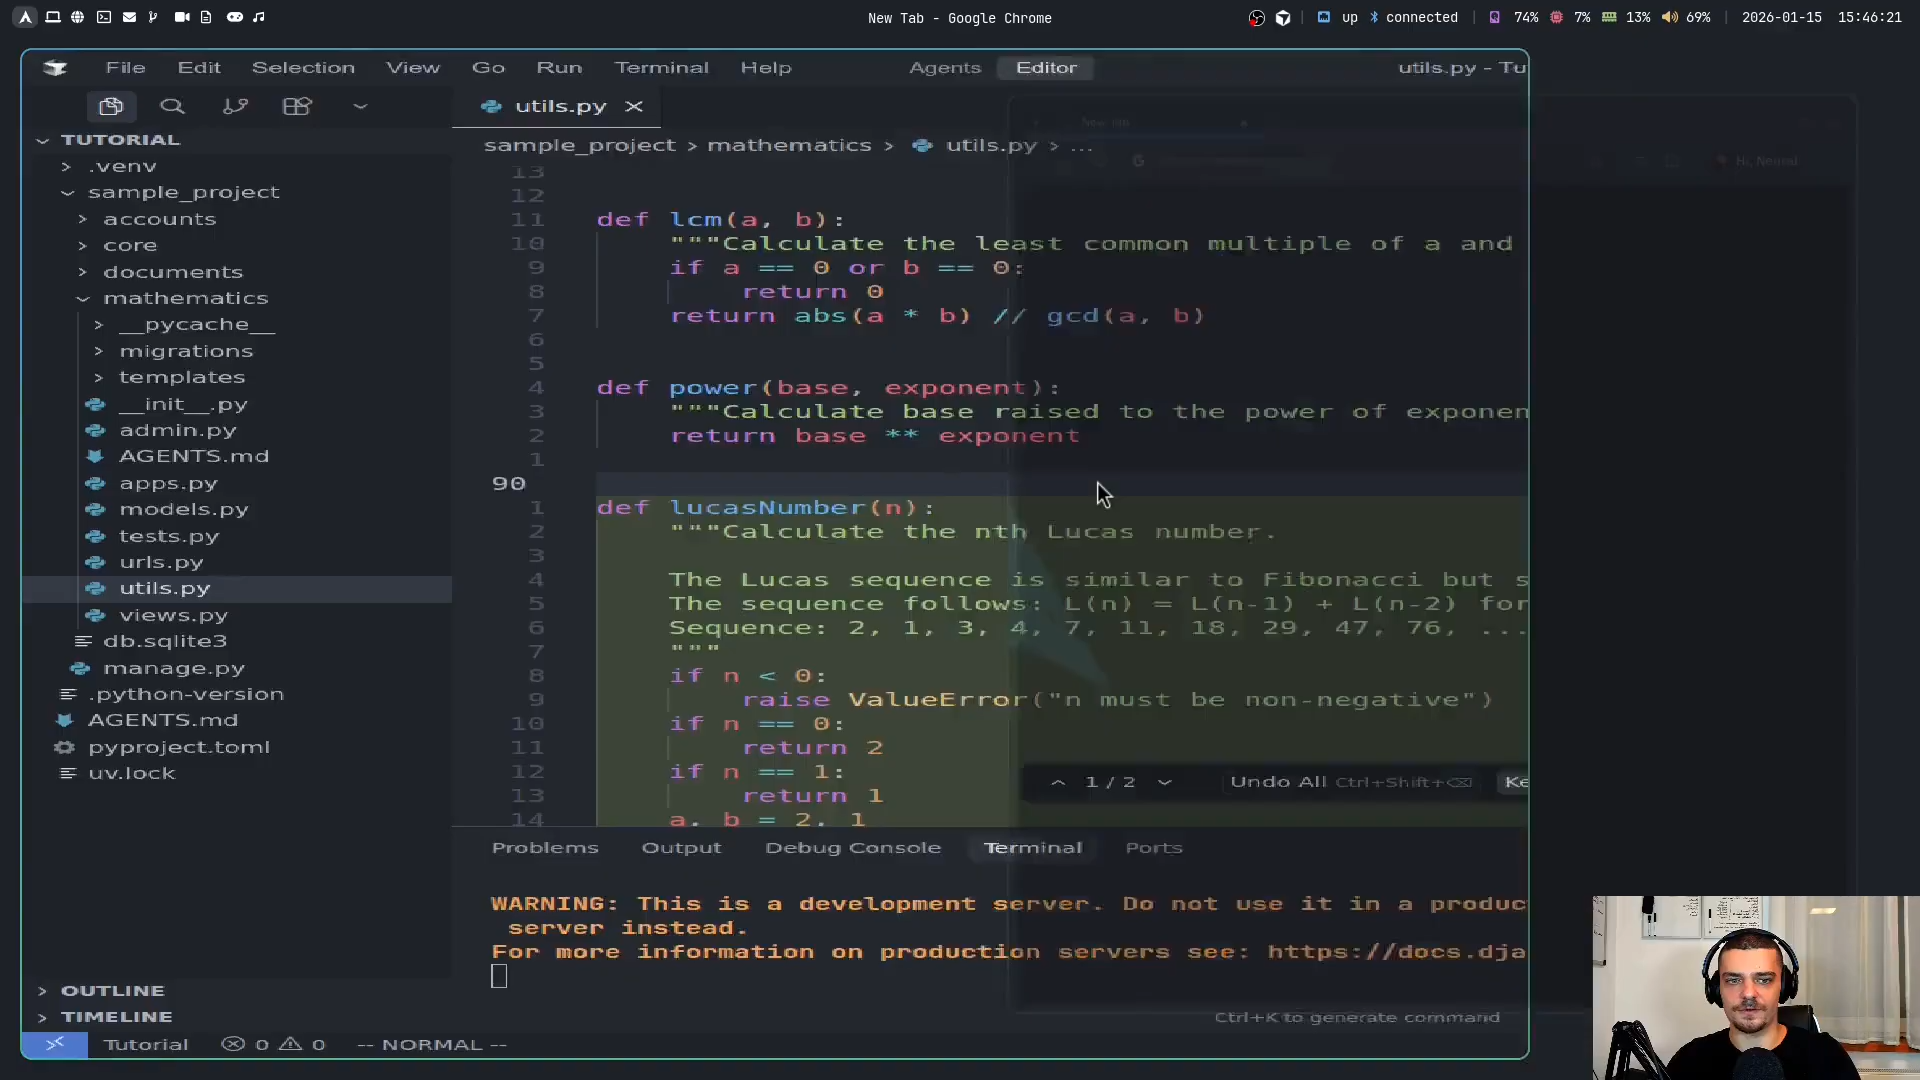 New Tab - Google Chrome
up connected 74% 7% 13% 69% 2026-01-15 15:46:21
File Edit Selection View Go Run Terminal Help Agents Editor utils.py - Tu
utils.py
TUTORIAL
.venv
sample_project
accounts
core
documents
mathematics
__pycache__
migrations
templates
__init__.py
admin.py
AGENTS.md
apps.py
models.py
tests.py
urls.py
utils.py
views.py
db.sqlite3
manage.py
.python-version
AGENTS.md
pyproject.toml
uv.lock
OUTLINE
TIMELINE
sample_project > mathematics > utils.py > ...
13
12
11 def lcm(a, b):
10 """Calculate the least common multiple of a and
9 if a == 0 or b == 0:
8 return 0
7 return abs(a * b) // gcd(a, b)
6
5
4 def power(base, exponent):
3 """Calculate base raised to the power of exponen
2 return base ** exponent
1
90
1 def lucasNumber(n):
2 """Calculate the nth Lucas number.
3
4 The Lucas sequence is similar to Fibonacci but s
5 The sequence follows: L(n) = L(n-1) + L(n-2) for
6 Sequence: 2, 1, 3, 4, 7, 11, 18, 29, 47, 76, ...
7 """
8 if n < 0:
9 raise ValueError("n must be non-negative")
10 if n == 0:
11 return 2
12 if n == 1:
13 return 1
14 a, b = 2, 1
1 / 2 Undo All Ctrl+Shift+⌫ Ke
Problems Output Debug Console Terminal Ports
WARNING: This is a development server. Do not use it in a produc
server instead.
For more information on production servers see: https://docs.dja
Ctrl+K to generate command
Tutorial 0 0 -- NORMAL --
New Tab